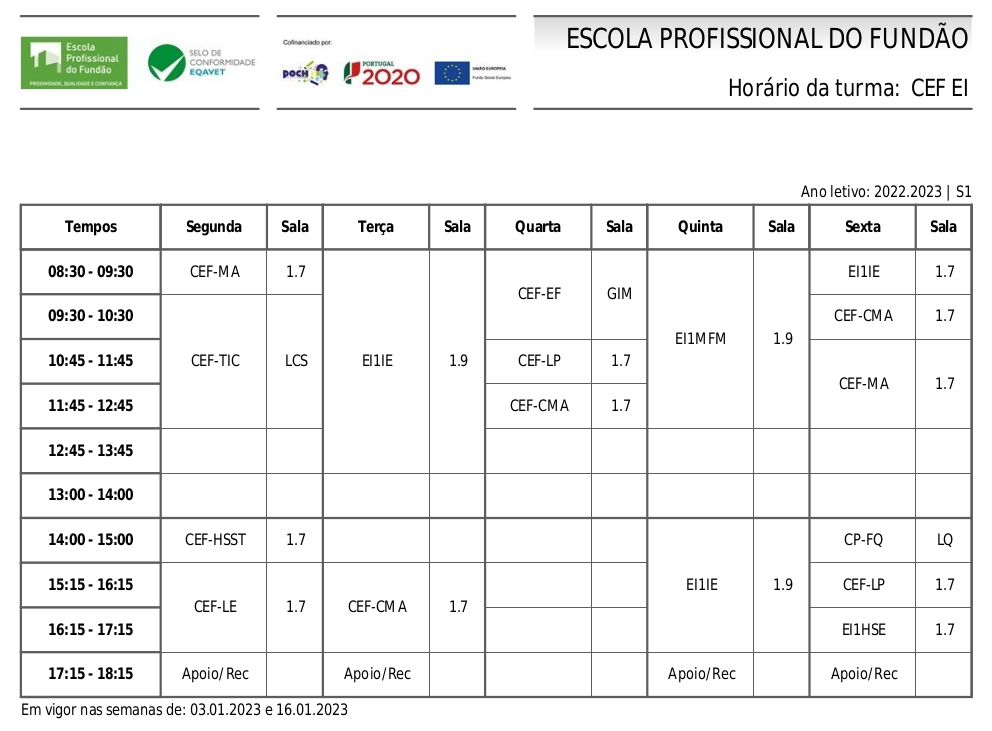 Escola
Profissional
do Fundão
PROXIMIDADE, QUALIDADE E CONFIANÇA
SELO DE
CONFORMIDADE
EQAVET
Cofinanciado por:
POCH
PORTUGAL
2020
UNIÃO EUROPEIA
Fundo Social Europeu
ESCOLA PROFISSIONAL DO FUNDÃO
Horário da turma: CEF EI
Ano letivo: 2022.2023 | S1
Tempos Segunda Sala Terça Sala Quarta Sala Quinta Sala Sexta Sala
08:30 - 09:30 CEF-MA 1.7 EI1IE 1.7
CEF-EF GIM
09:30 - 10:30 CEF-CMA 1.7
EI1MFM 1.9
10:45 - 11:45 CEF-TIC LCS EI1IE 1.9 CEF-LP 1.7
CEF-MA 1.7
11:45 - 12:45 CEF-CMA 1.7
12:45 - 13:45
13:00 - 14:00
14:00 - 15:00 CEF-HSST 1.7 CP-FQ LQ
15:15 - 16:15 EI1IE 1.9 CEF-LP 1.7
CEF-LE 1.7 CEF-CMA 1.7
16:15 - 17:15 EI1HSE 1.7
17:15 - 18:15 Apoio/Rec Apoio/Rec Apoio/Rec Apoio/Rec
Em vigor nas semanas de: 03.01.2023 e 16.01.2023